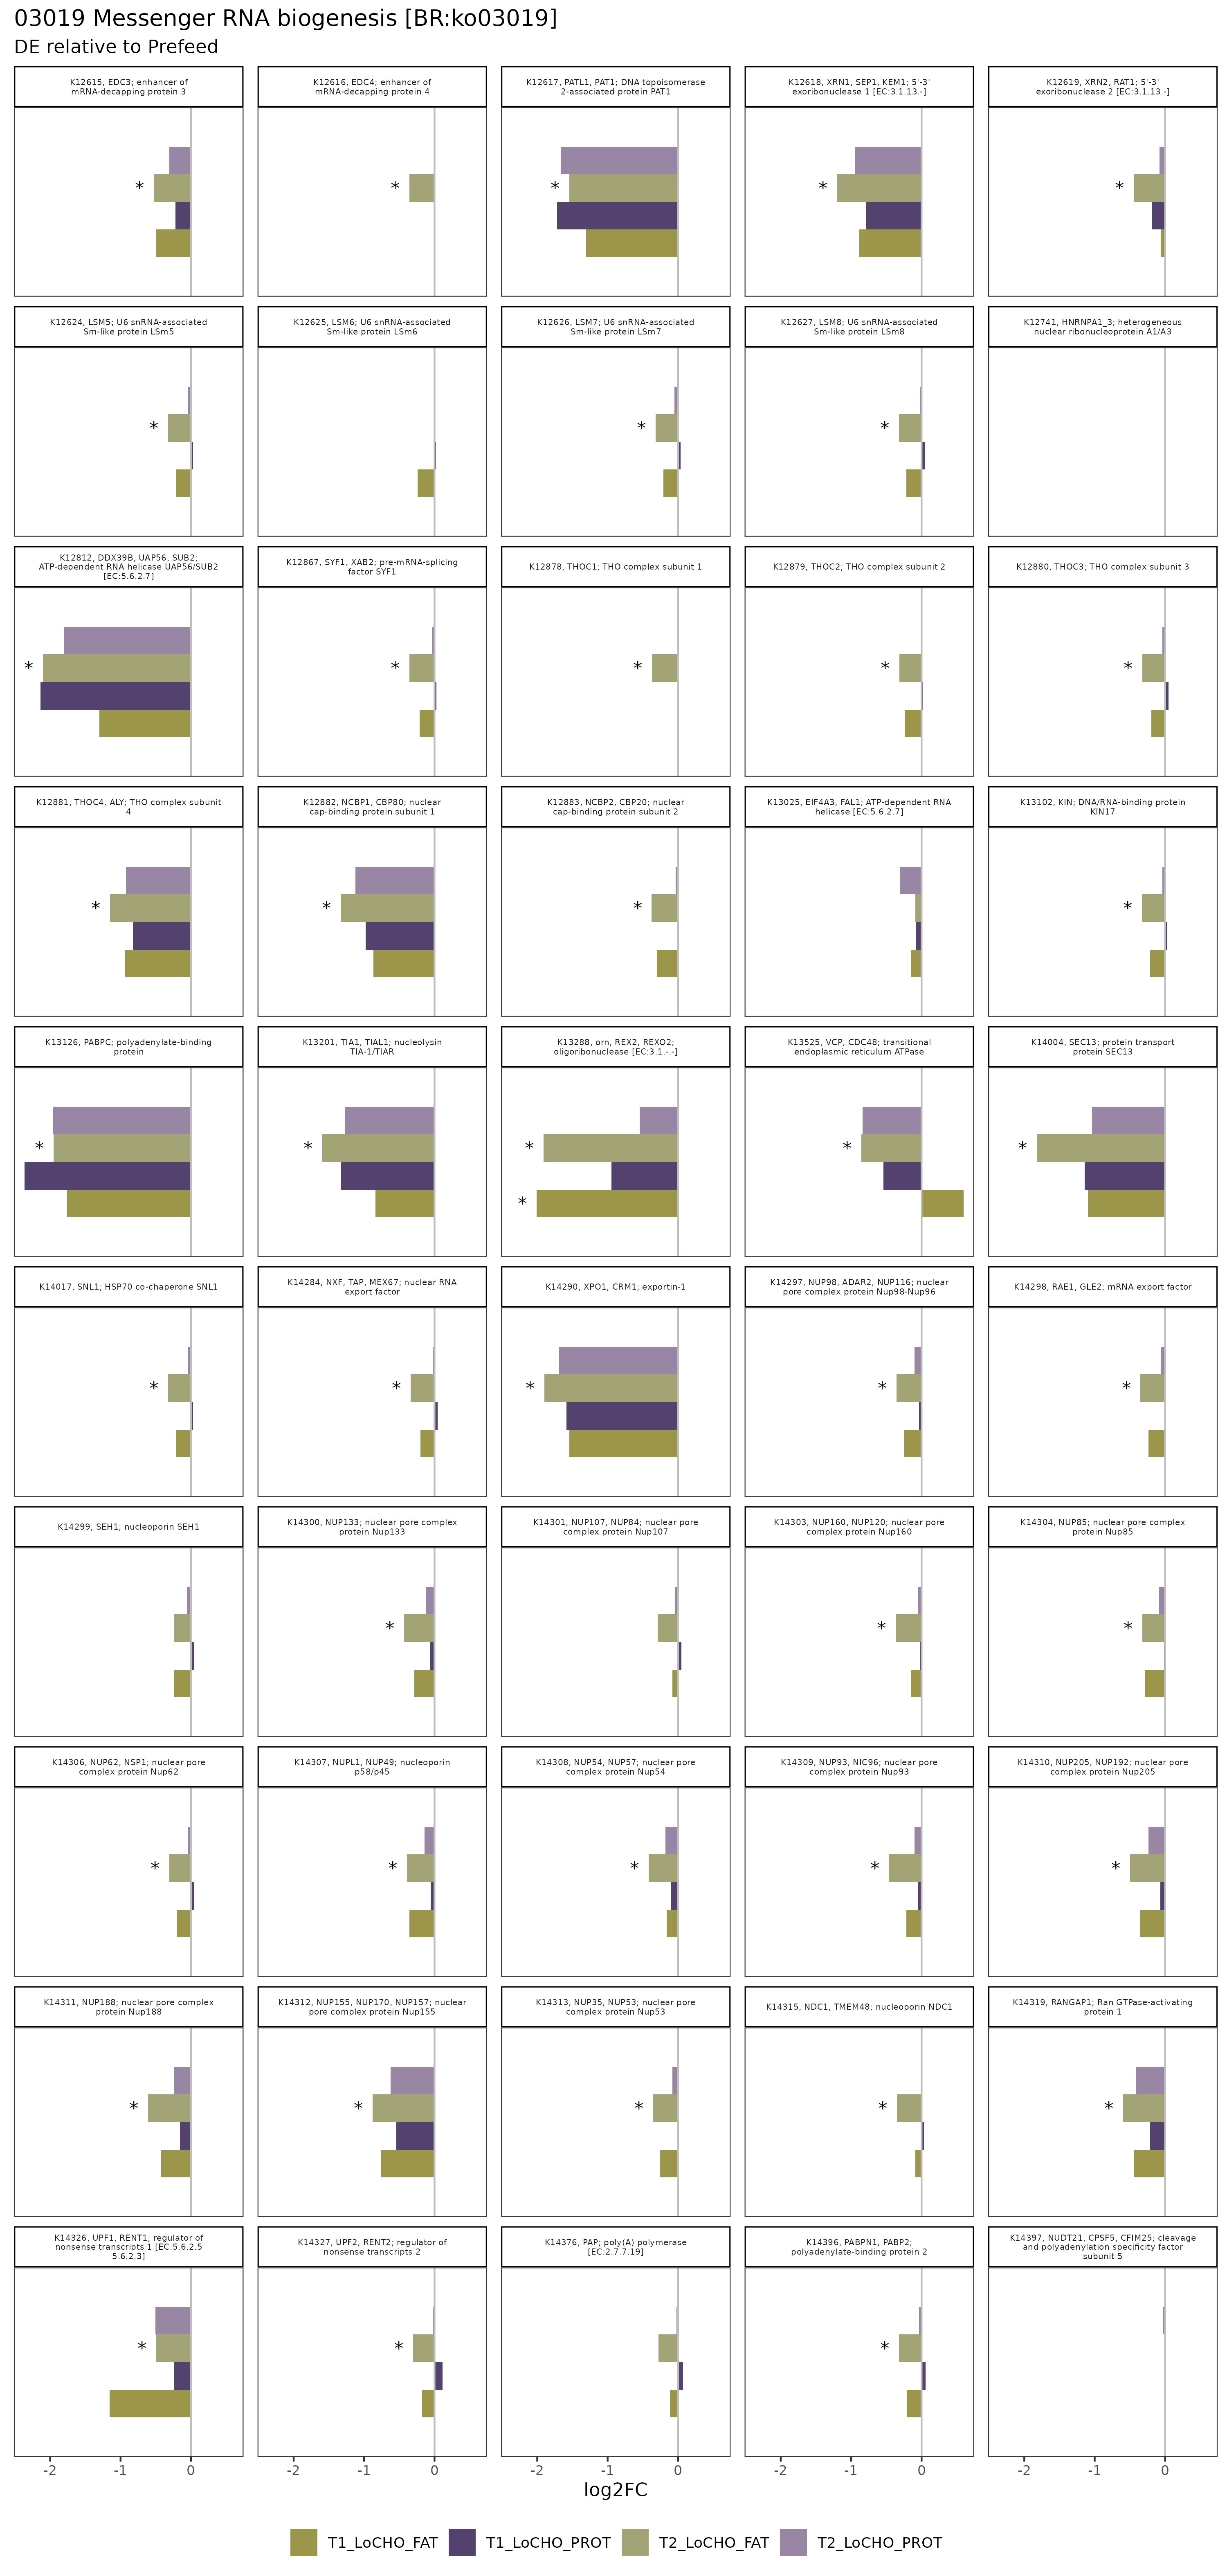 03019 Messenger RNA biogenesis [BR:ko03019]
DE relative to Prefeed
K12615, EDC3; enhancer of
mRNA-decapping protein 3
K12616, EDC4; enhancer of
mRNA-decapping protein 4
K12617, PATL1, PAT1; DNA topoisomerase
2-associated protein PAT1
K12618, XRN1, SEP1, KEM1; 5'-3'
exoribonuclease 1 [EC:3.1.13.-]
K12619, XRN2, RAT1; 5'-3'
exoribonuclease 2 [EC:3.1.13.-]
*
*
*
*
*
K12624, LSM5; U6 snRNA-associated
Sm-like protein LSm5
K12625, LSM6; U6 snRNA-associated
Sm-like protein LSm6
K12626, LSM7; U6 snRNA-associated
Sm-like protein LSm7
K12627, LSM8; U6 snRNA-associated
Sm-like protein LSm8
K12741, HNRNPA1_3; heterogeneous
nuclear ribonucleoprotein A1/A3
*
*
*
K12812, DDX39B, UAP56, SUB2;
ATP-dependent RNA helicase UAP56/SUB2
[EC:5.6.2.7]
K12867, SYF1, XAB2; pre-mRNA-splicing
factor SYF1
K12878, THOC1; THO complex subunit 1
K12879, THOC2; THO complex subunit 2
K12880, THOC3; THO complex subunit 3
*
*
*
*
*
K12881, THOC4, ALY; THO complex subunit
4
K12882, NCBP1, CBP80; nuclear
cap-binding protein subunit 1
K12883, NCBP2, CBP20; nuclear
cap-binding protein subunit 2
K13025, EIF4A3, FAL1; ATP-dependent RNA
helicase [EC:5.6.2.7]
K13102, KIN; DNA/RNA-binding protein
KIN17
*
*
*
*
K13126, PABPC; polyadenylate-binding
protein
K13201, TIA1, TIAL1; nucleolysin
TIA-1/TIAR
K13288, orn, REX2, REXO2;
oligoribonuclease [EC:3.1.-.-]
K13525, VCP, CDC48; transitional
endoplasmic reticulum ATPase
K14004, SEC13; protein transport
protein SEC13
*
*
*
*
*
*
K14017, SNL1; HSP70 co-chaperone SNL1
K14284, NXF, TAP, MEX67; nuclear RNA
export factor
K14290, XPO1, CRM1; exportin-1
K14297, NUP98, ADAR2, NUP116; nuclear
pore complex protein Nup98-Nup96
K14298, RAE1, GLE2; mRNA export factor
*
*
*
*
*
K14299, SEH1; nucleoporin SEH1
K14300, NUP133; nuclear pore complex
protein Nup133
K14301, NUP107, NUP84; nuclear pore
complex protein Nup107
K14303, NUP160, NUP120; nuclear pore
complex protein Nup160
K14304, NUP85; nuclear pore complex
protein Nup85
*
*
*
K14306, NUP62, NSP1; nuclear pore
complex protein Nup62
K14307, NUPL1, NUP49; nucleoporin
p58/p45
K14308, NUP54, NUP57; nuclear pore
complex protein Nup54
K14309, NUP93, NIC96; nuclear pore
complex protein Nup93
K14310, NUP205, NUP192; nuclear pore
complex protein Nup205
*
*
*
*
*
K14311, NUP188; nuclear pore complex
protein Nup188
K14312, NUP155, NUP170, NUP157; nuclear
pore complex protein Nup155
K14313, NUP35, NUP53; nuclear pore
complex protein Nup53
K14315, NDC1, TMEM48; nucleoporin NDC1
K14319, RANGAP1; Ran GTPase-activating
protein 1
*
*
*
*
*
K14326, UPF1, RENT1; regulator of
nonsense transcripts 1 [EC:5.6.2.5
5.6.2.3]
K14327, UPF2, RENT2; regulator of
nonsense transcripts 2
K14376, PAP; poly(A) polymerase
[EC:2.7.7.19]
K14396, PABPN1, PABP2;
polyadenylate-binding protein 2
K14397, NUDT21, CPSF5, CFIM25; cleavage
and polyadenylation specificity factor
subunit 5
*
*
*
-2 -1 0 -2 -1 0 -2 -1 0 -2 -1 0 -2 -1 0
log2FC
T1_LoCHO_FAT T1_LoCHO_PROT T2_LoCHO_FAT T2_LoCHO_PROT